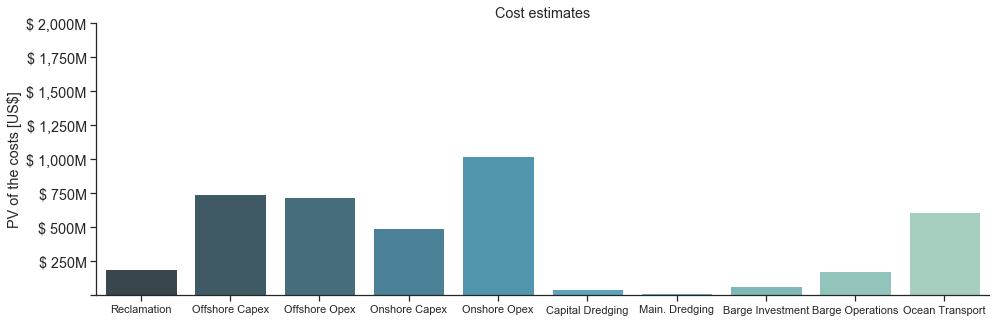 Cost estimates
PV of the costs [US$]
$ 2,000M
$ 1,750M
$ 1,500M
$ 1,250M
$ 1,000M
$ 750M
$ 500M
$ 250M
Reclamation Offshore Capex Offshore Opex Onshore Capex Onshore Opex Capital Dredging Main. Dredging Barge Investment Barge Operations Ocean Transport